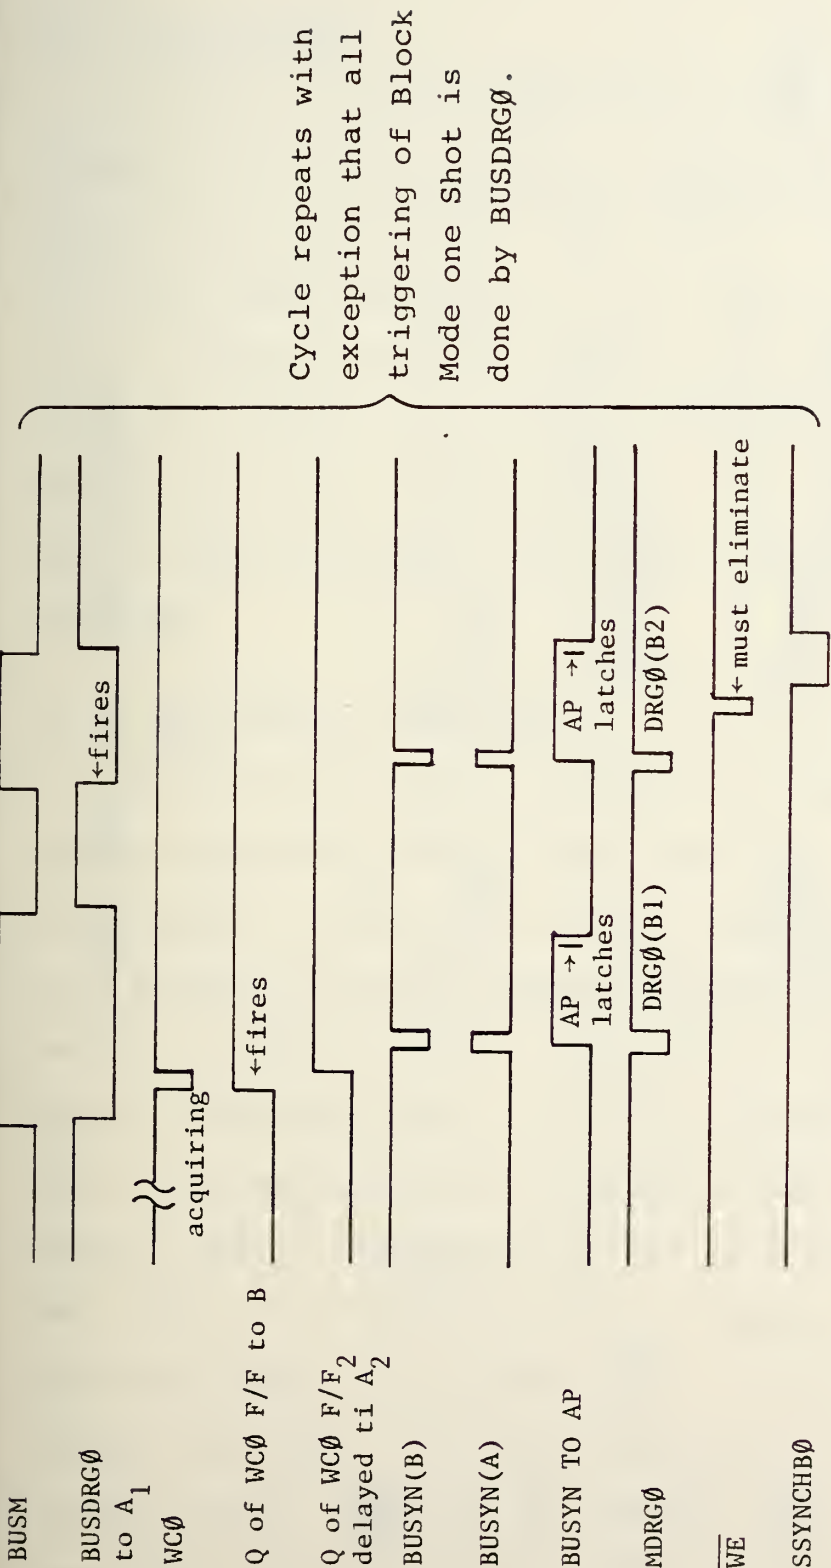 BUSM
BUSDRGØ
to A1
WCØ
acquiring
Q of WCØ F/F to B
Q of WCØ F/F2
delayed ti A2
BUSYN(B)
BUSYN(A)
BUSYN TO AP
MDRGØ
WE
SSYNCHBØ
←fires
←fires
AP →|
latches
AP →|
latches
DRGØ(B1)
DRGØ(B2)
←must eliminate
Cycle repeats with
exception that all
triggering of Block
Mode one Shot is
done by BUSDRGØ.